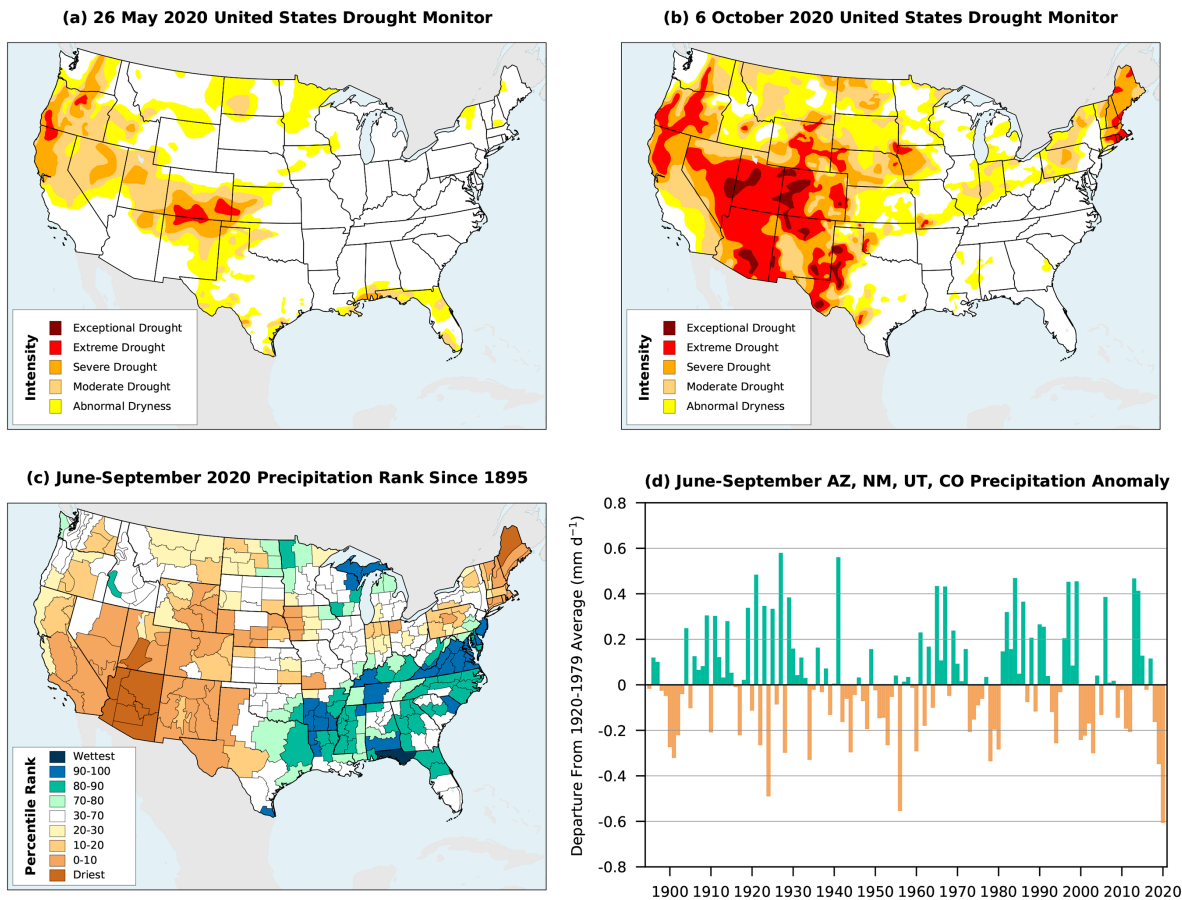 (a) 26 May 2020 United States Drought Monitor
Intensity
Exceptional Drought
Extreme Drought
Severe Drought
Moderate Drought
Abnormal Dryness
(b) 6 October 2020 United States Drought Monitor
Intensity
Exceptional Drought
Extreme Drought
Severe Drought
Moderate Drought
Abnormal Dryness
(c) June-September 2020 Precipitation Rank Since 1895
Percentile Rank
Wettest
90-100
80-90
70-80
30-70
20-30
10-20
0-10
Driest
(d) June-September AZ, NM, UT, CO Precipitation Anomaly
Departure From 1920-1979 Average (mm d⁻¹)
0.8
0.6
0.4
0.2
0
-0.2
-0.4
-0.6
-0.8
1900 1910 1920 1930 1940 1950 1960 1970 1980 1990 2000 2010 2020